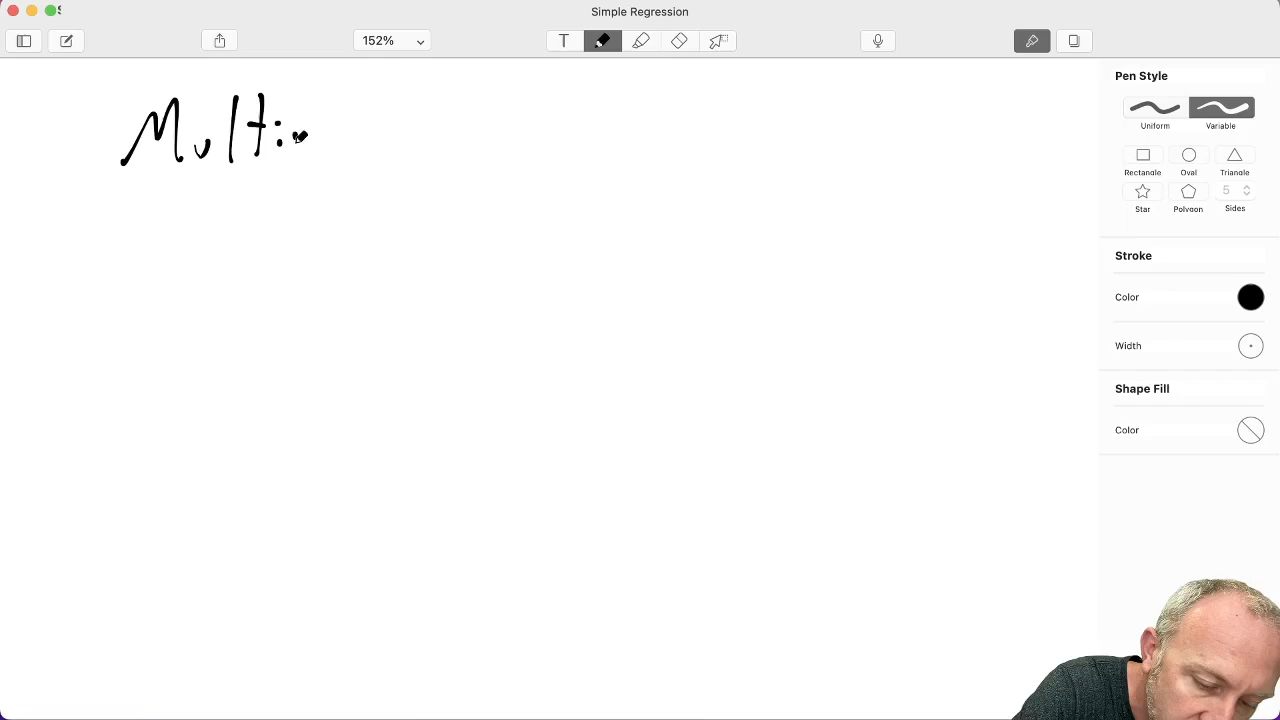 Simple Regression
152%
T
Multi
Pen Style
Uniform
Variable
Rectangle
Oval
Triangle
Star
Polygon
5
Sides
Stroke
Color
Width
Shape Fill
Color